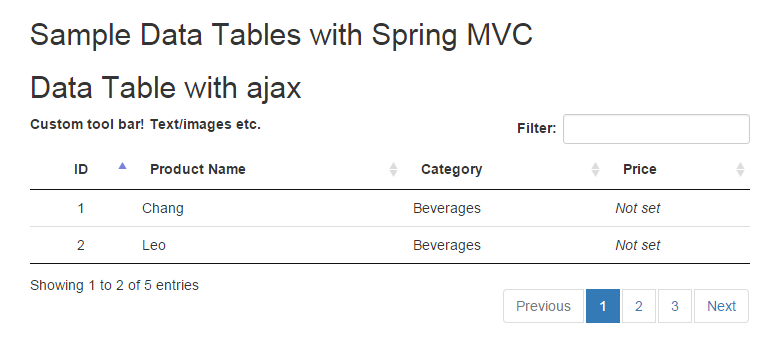 Sample Data Tables with Spring MVC
Data Table with ajax
Custom tool bar! Text/images etc. Filter:
ID Product Name Category Price
1 Chang Beverages Not set
2 Leo Beverages Not set
Showing 1 to 2 of 5 entries
Previous 1 2 3 Next